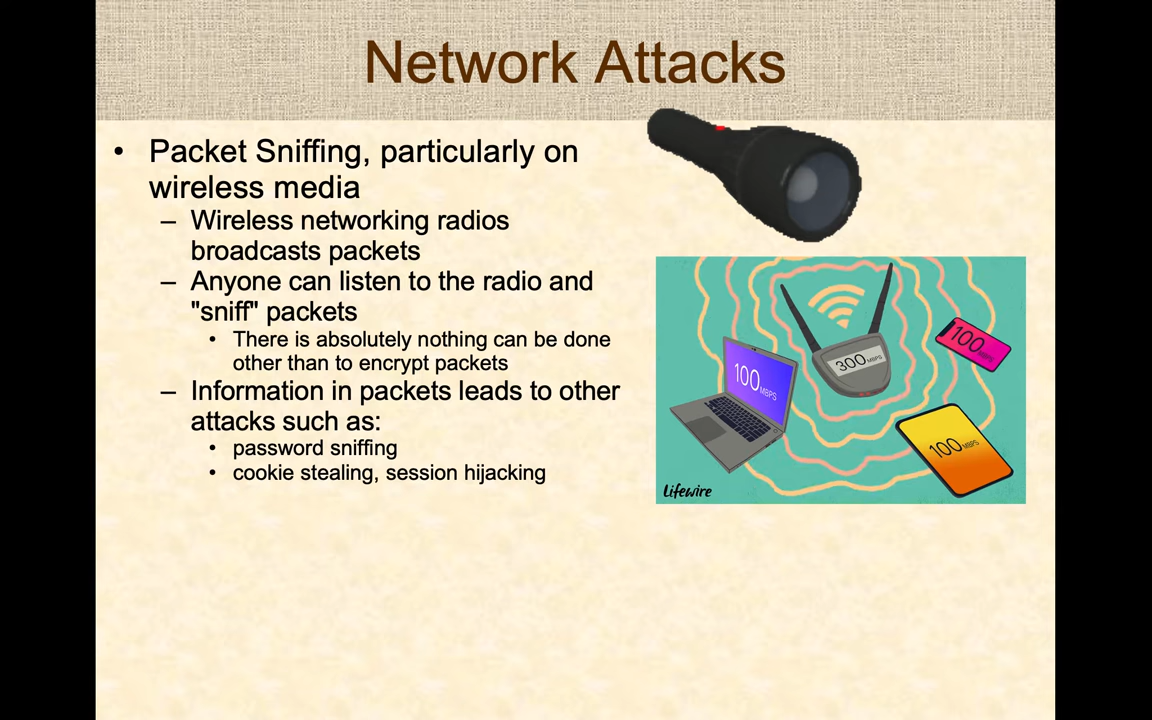 Network Attacks
• Packet Sniffing, particularly on
wireless media
– Wireless networking radios
broadcasts packets
– Anyone can listen to the radio and
"sniff" packets
• There is absolutely nothing can be done
other than to encrypt packets
– Information in packets leads to other
attacks such as:
• password sniffing
• cookie stealing, session hijacking
300 MBPS
100 MBPS
100 MBPS
100 MBPS
Lifewire